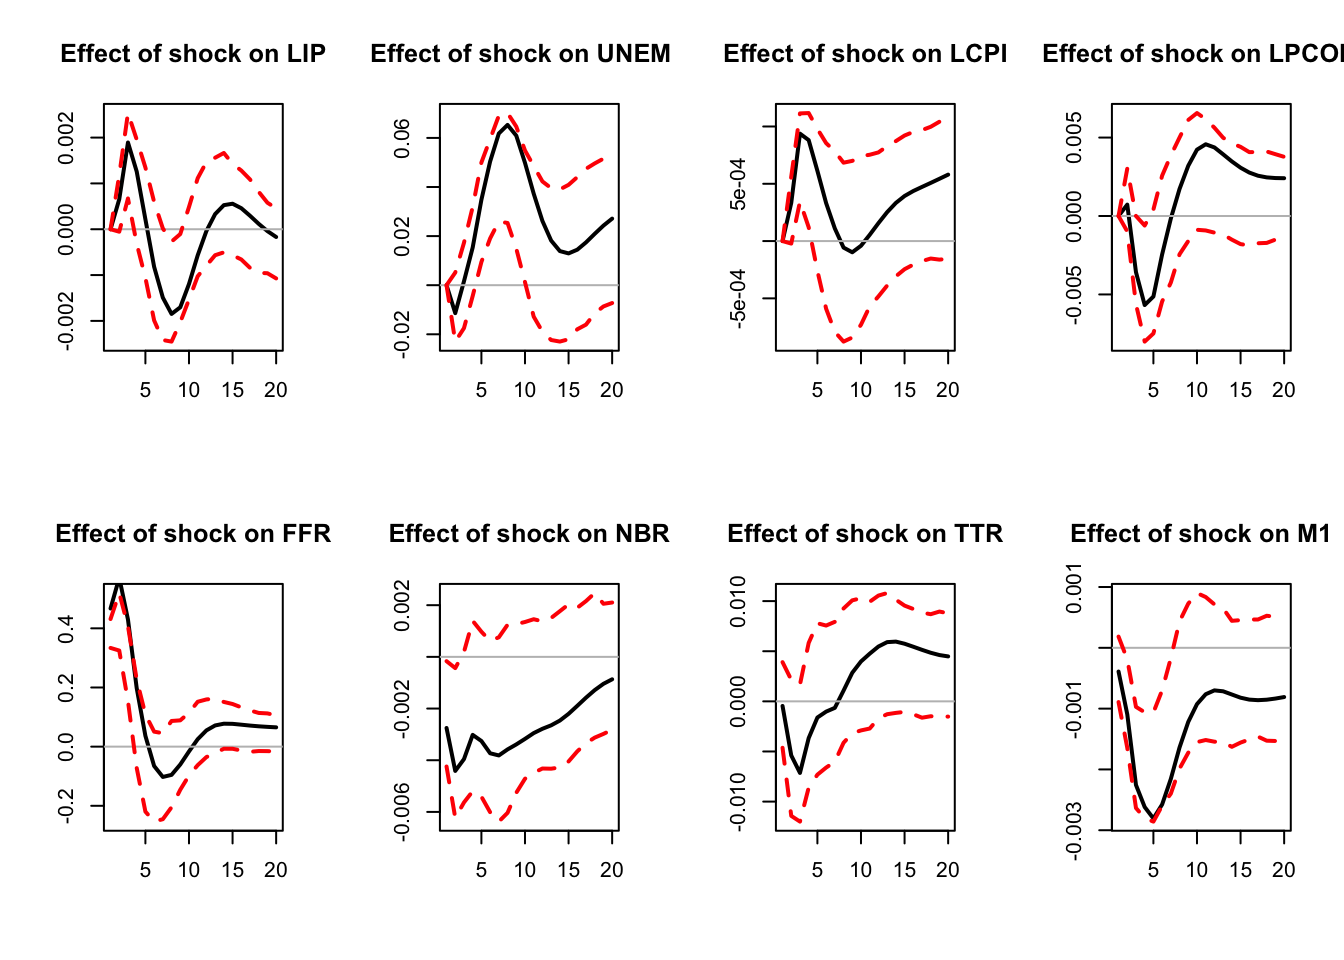 Effect of shock on LIP
0.002
0.000
-0.002
5 10 15 20
Effect of shock on UNEM
0.06
0.02
-0.02
5 10 15 20
Effect of shock on LCPI
5e-04
-5e-04
5 10 15 20
Effect of shock on LPCO
0.005
0.000
-0.005
5 10 15 20
Effect of shock on FFR
0.4
0.2
0.0
-0.2
5 10 15 20
Effect of shock on NBR
0.002
-0.002
-0.006
5 10 15 20
Effect of shock on TTR
0.010
0.000
-0.010
5 10 15 20
Effect of shock on M1
0.001
-0.001
-0.003
5 10 15 20